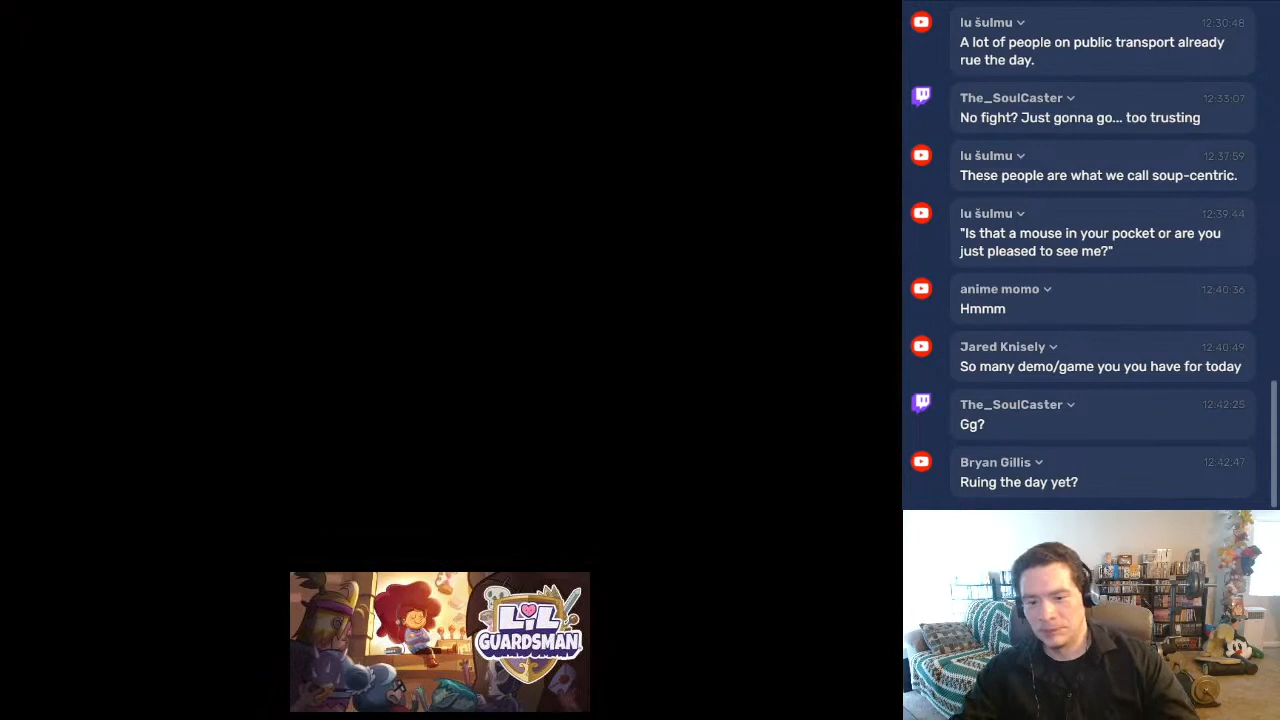 lu šulmu
12:30:48
A lot of people on public transport already
rue the day.
The_SoulCaster
12:33:07
No fight? Just gonna go... too trusting
lu šulmu
12:37:59
These people are what we call soup-centric.
lu šulmu
12:39:44
"Is that a mouse in your pocket or are you
just pleased to see me?"
anime momo
12:40:36
Hmmm
Jared Knisely
12:40:49
So many demo/game you you have for today
The_SoulCaster
12:42:25
Gg?
Bryan Gillis
12:42:47
Ruing the day yet?
LiL
GUARDSMAN